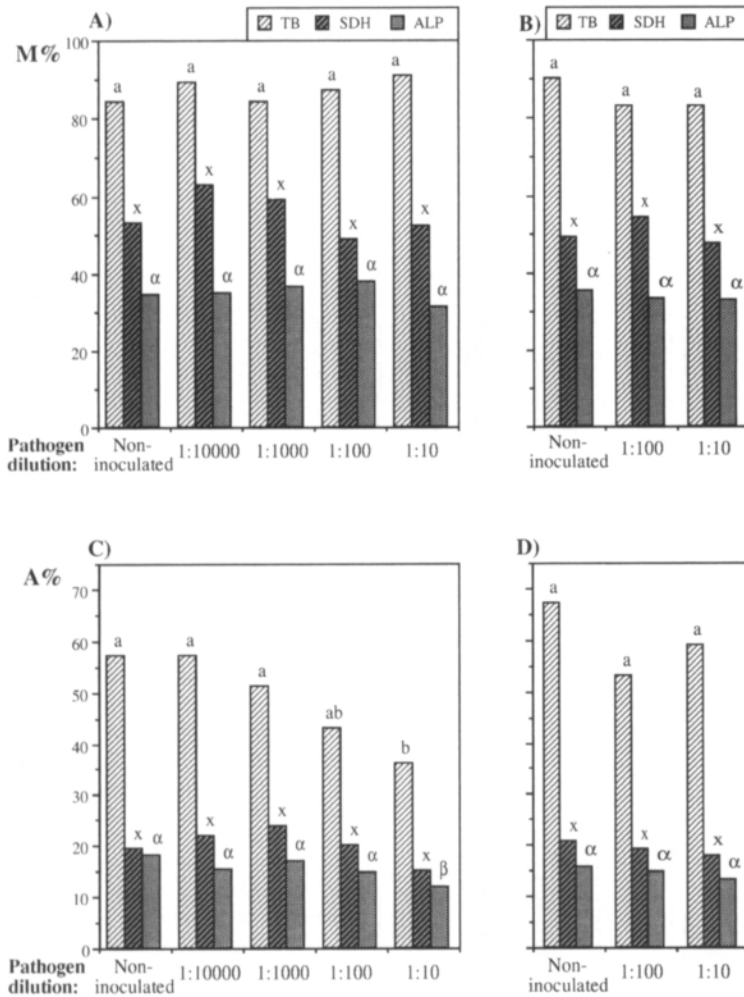 A)
TB SDH ALP
B)
TB SDH ALP
M%
100
80
60
40
20
0
a a a a a
x x x x x
α α α α α
a a a
x x x
α α α
Pathogen dilution:
Non-inoculated 1:10000 1:1000 1:100 1:10
Non-inoculated 1:100 1:10
C)
D)
A%
70
60
50
40
30
20
10
0
a a a ab b
x x x x x
α α α α β
a a a
x x x
α α α
Pathogen dilution:
Non-inoculated 1:10000 1:1000 1:100 1:10
Non-inoculated 1:100 1:10